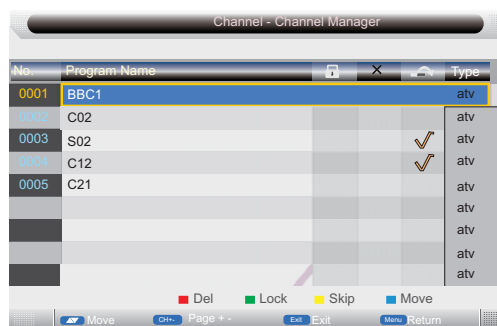 Channel - Channel Manager
No. Program Name × Type
0001 BBC1 atv
0002 C02 atv
0003 S02 atv
0004 C12 atv
0005 C21 atv
atv
atv
atv
atv
Del Lock Skip Move
Move CH+- Page + - Exit Exit Menu Return